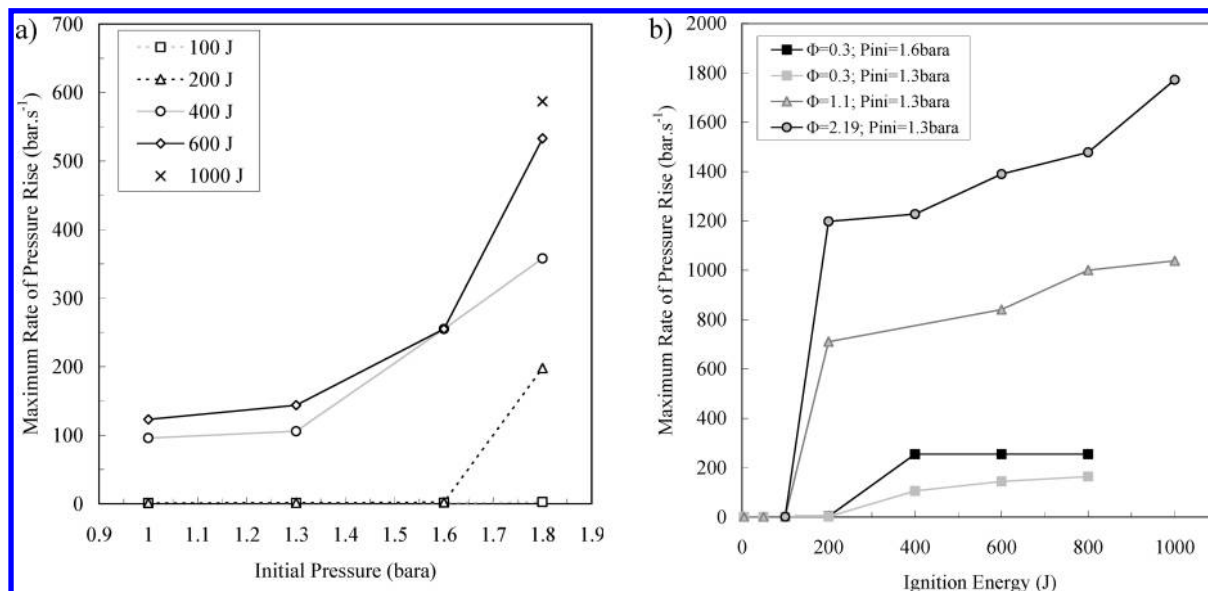 a)
Maximum Rate of Pressure Rise (bar.s⁻¹)
700
600
500
400
300
200
100
0
100 J
200 J
400 J
600 J
1000 J
0.9 1 1.1 1.3 1.3 1.4 1.5 1.6 1.7 1.8 1.9
Initial Pressure (bara)
b)
Maximum Rate of Pressure Rise (bar.s⁻¹)
2000
1800
1600
1400
1200
1000
800
600
400
200
0
Φ=0.3; Pini=1.6bara
Φ=0.3; Pini=1.3bara
Φ=1.1; Pini=1.3bara
Φ=2.19; Pini=1.3bara
0 200 400 600 800 1000
Ignition Energy (J)